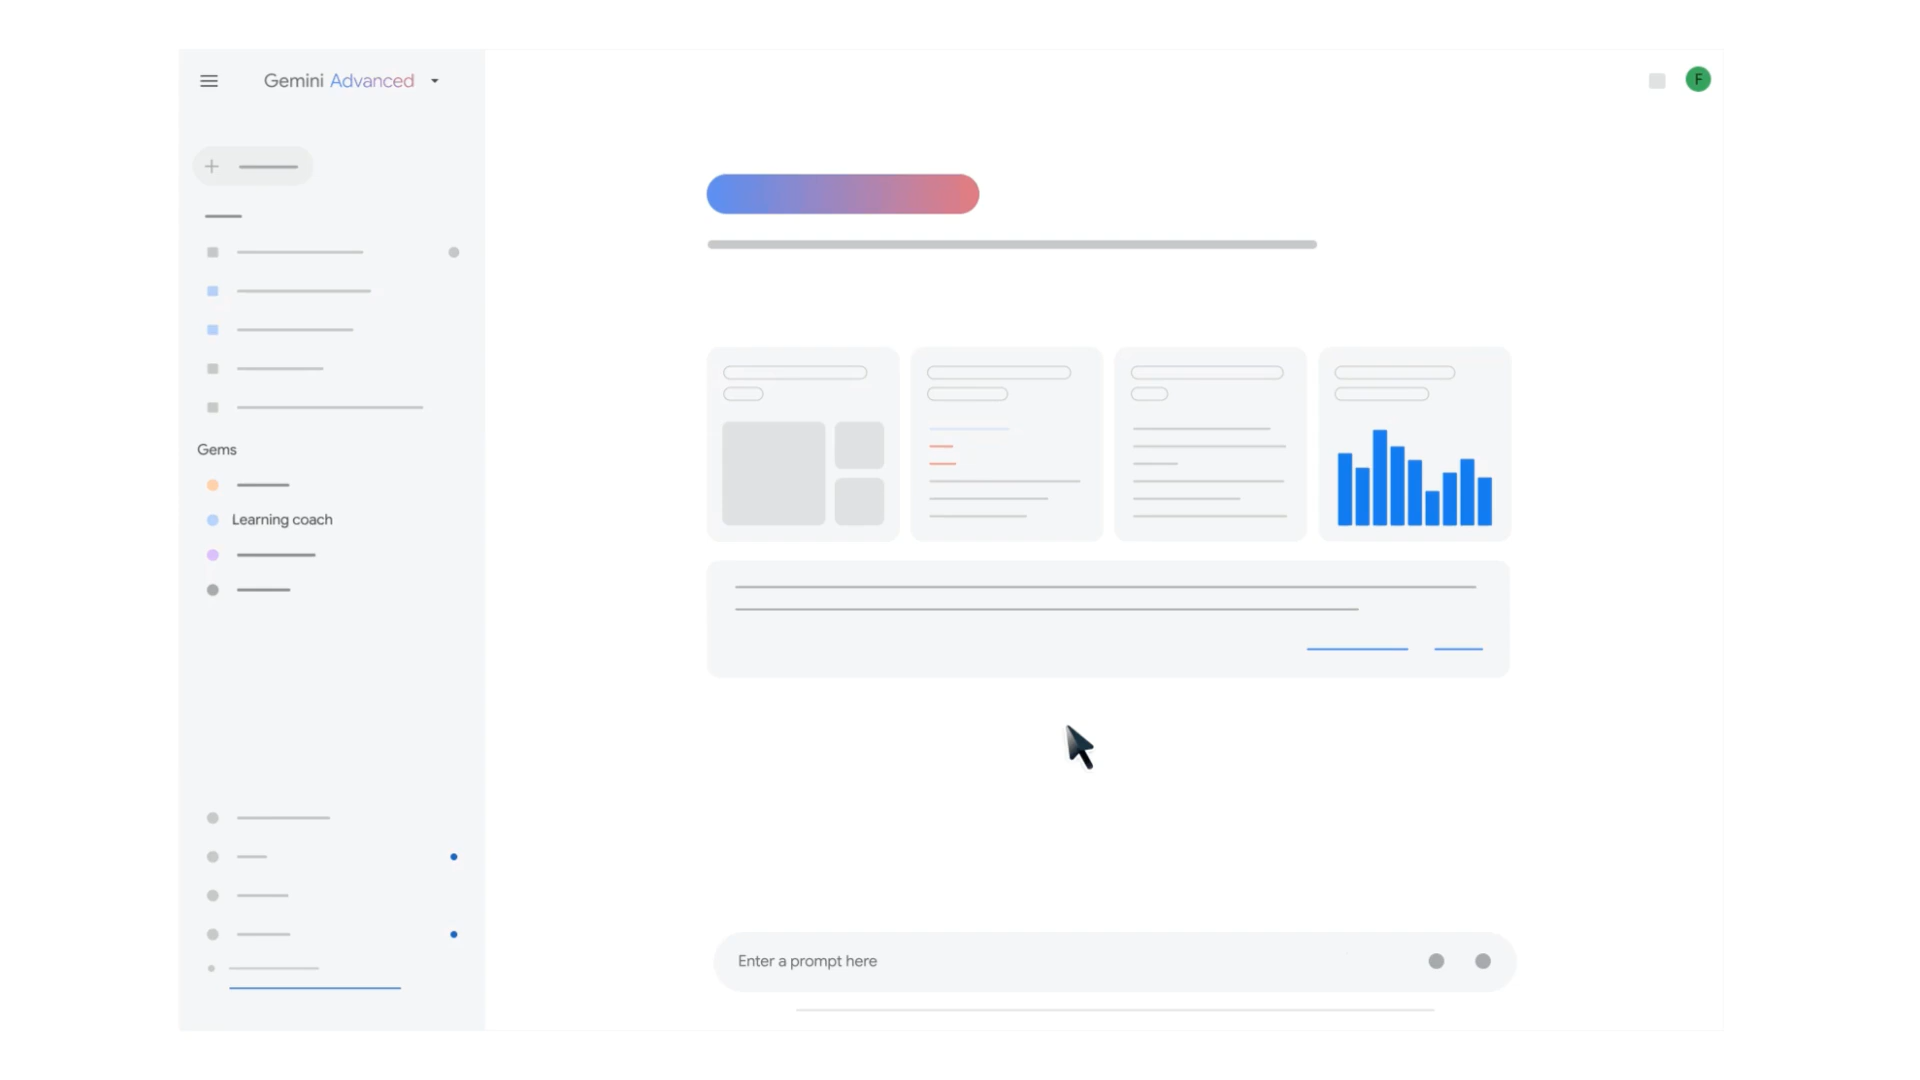 Gemini Advanced
F
Gems
Learning coach
Enter a prompt here